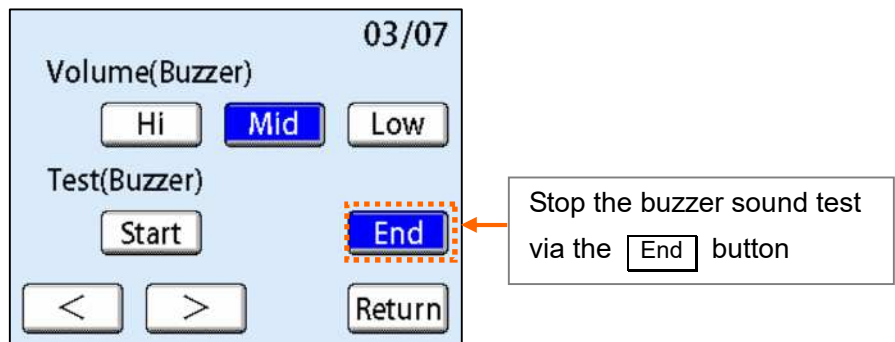 03/07
Volume(Buzzer)
Hi Mid Low
Test(Buzzer)
Start End
< > Return
Stop the buzzer sound test
via the End button